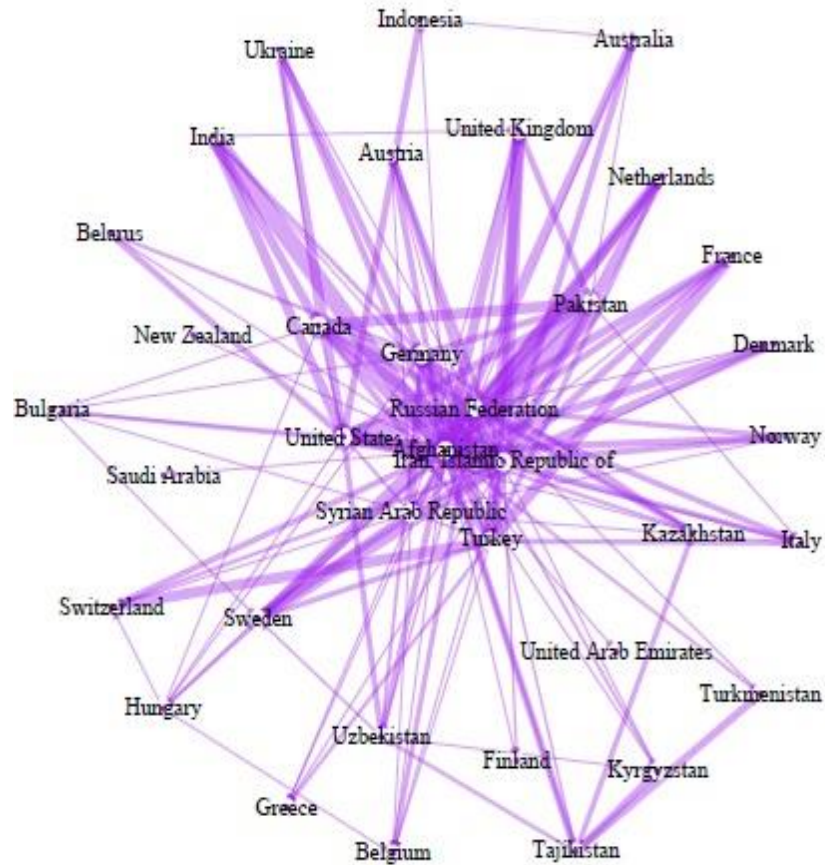 Indonesia
Australia
Ukraine
United Kingdom
India
Austria
Netherlands
Belarus
France
Pakistan
Canada
New Zealand
Germany
Denmark
Bulgaria
Russian Federation
United States
Norway
Afghanistan
Iran, Islamic Republic of
Saudi Arabia
Syrian Arab Republic
Turkey
Kazakhstan
Italy
Switzerland
Sweden
United Arab Emirates
Turkmenistan
Hungary
Uzbekistan
Finland
Kyrgyzstan
Greece
Belgium
Tajikistan